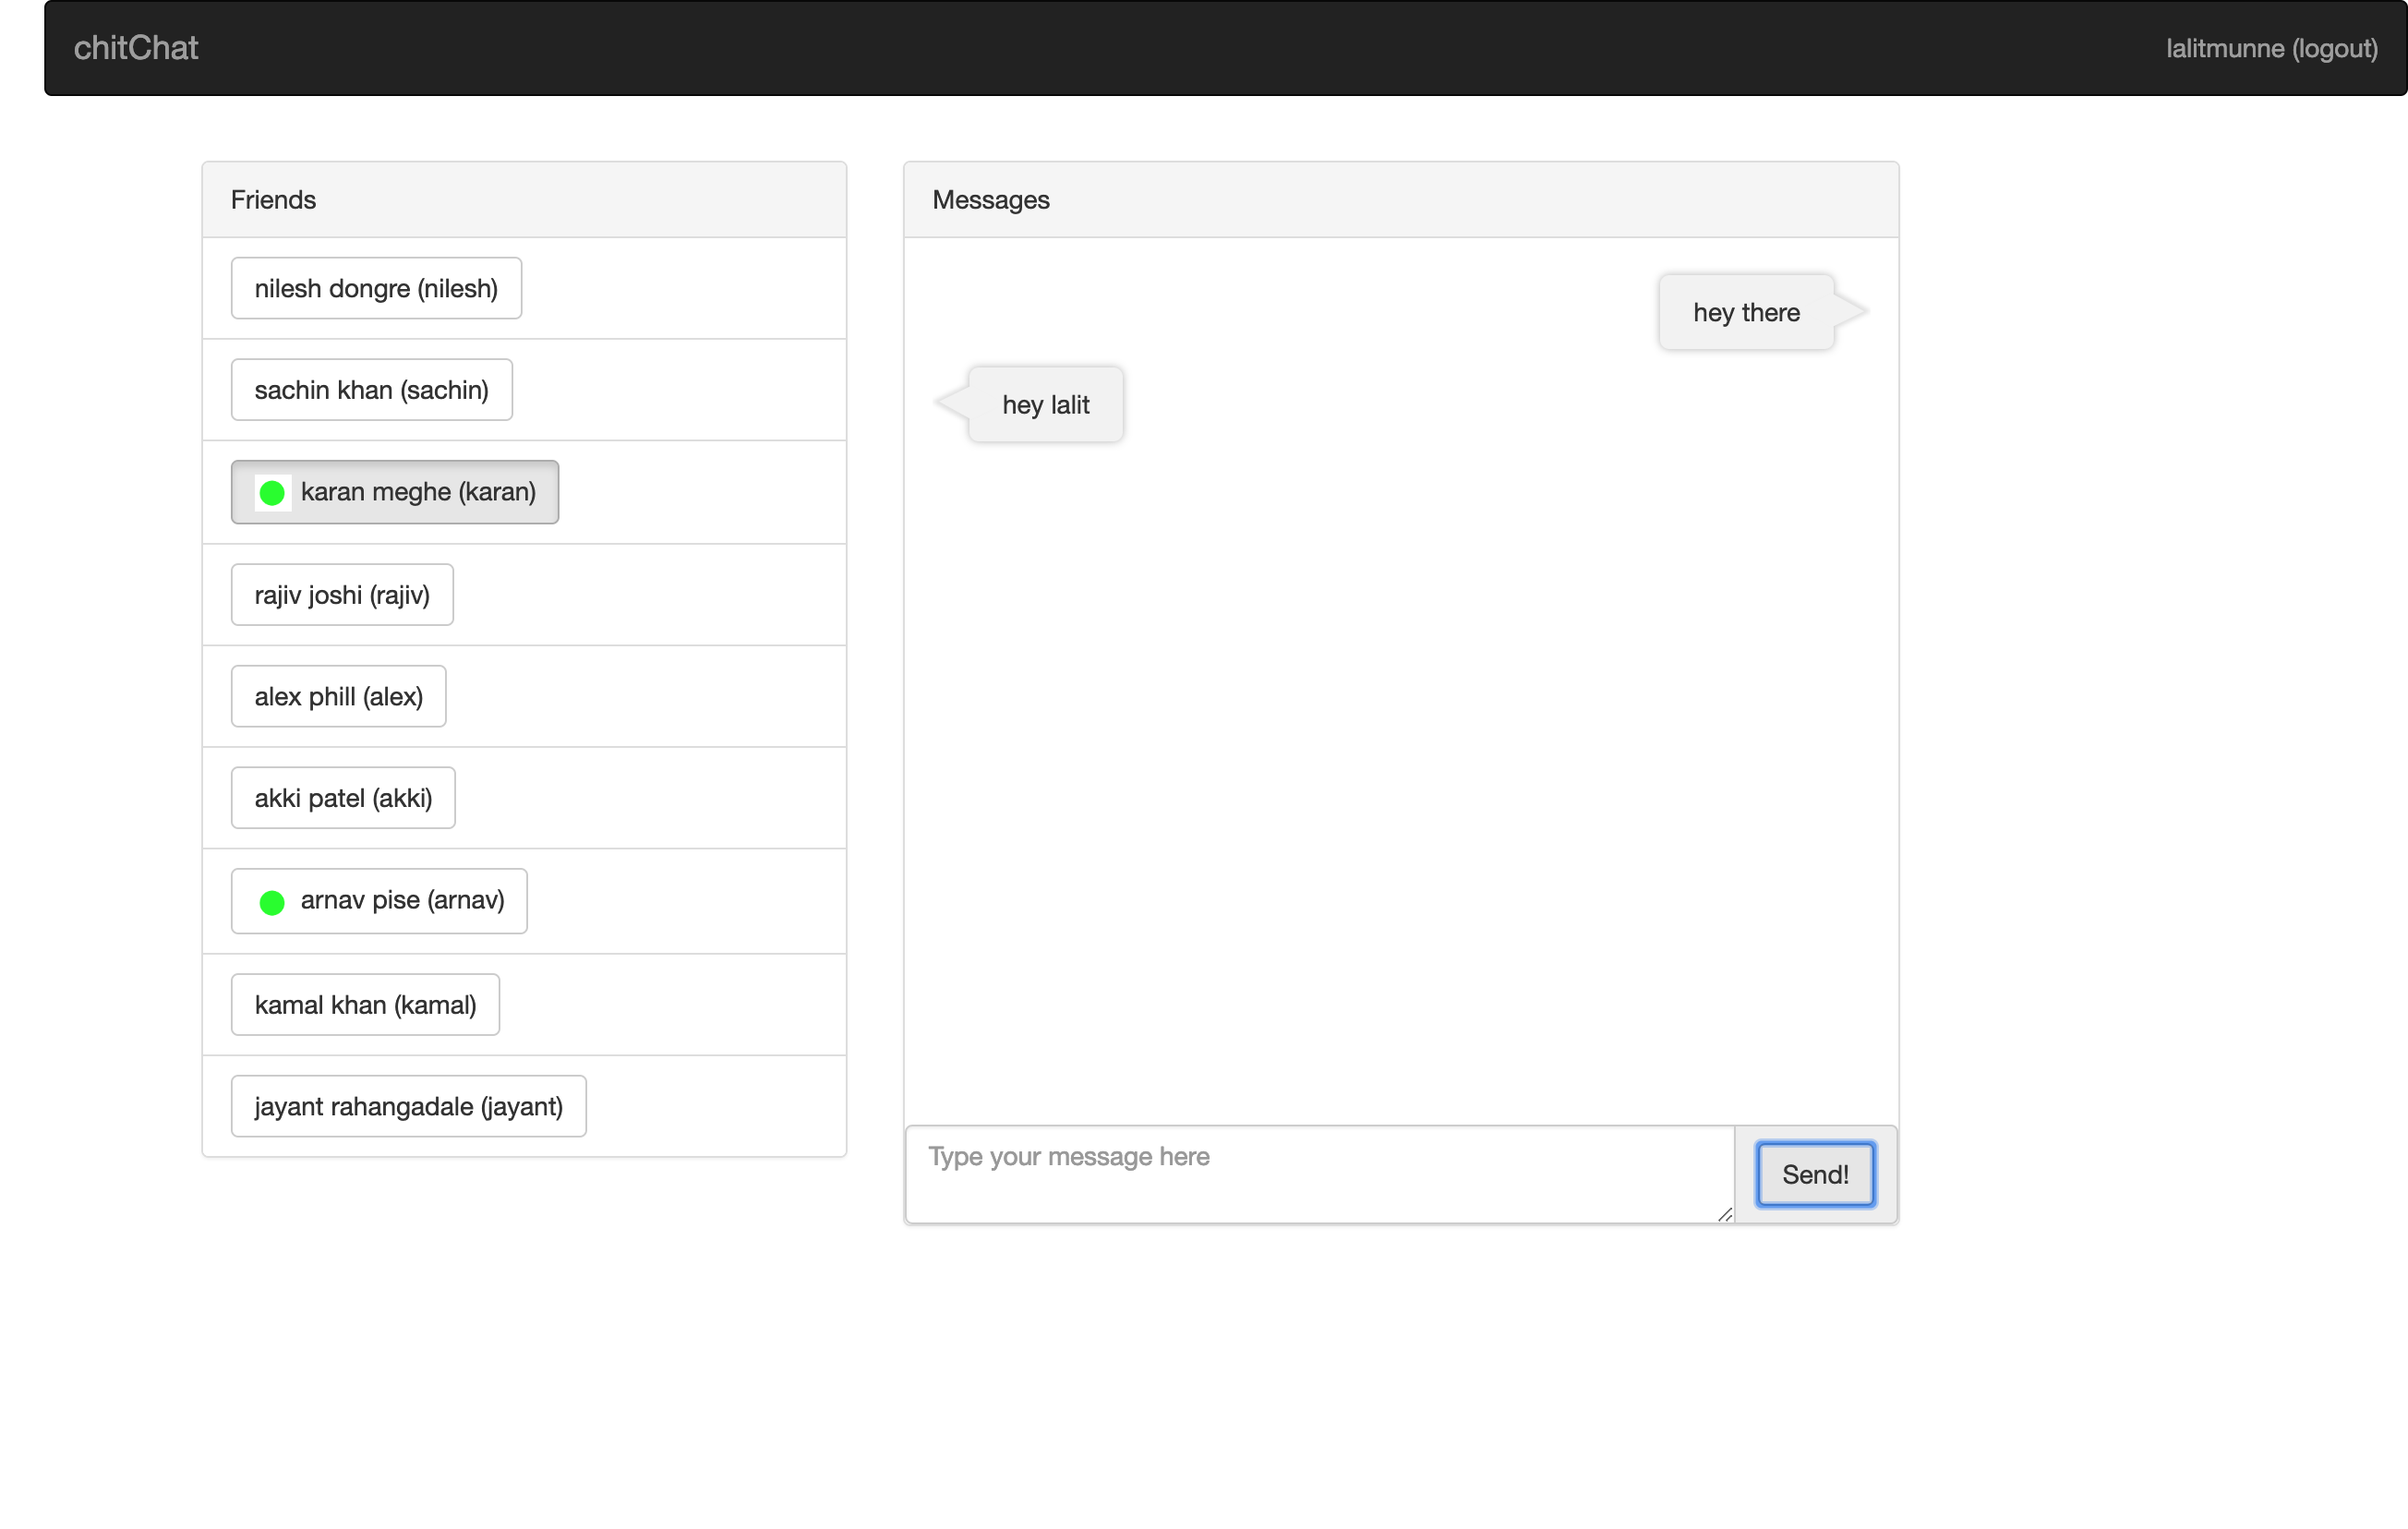 chitChat
lalitmunne (logout)
Friends
nilesh dongre (nilesh)
sachin khan (sachin)
karan meghe (karan)
rajiv joshi (rajiv)
alex phill (alex)
akki patel (akki)
arnav pise (arnav)
kamal khan (kamal)
jayant rahangadale (jayant)
Messages
hey there
hey lalit
Type your message here
Send!